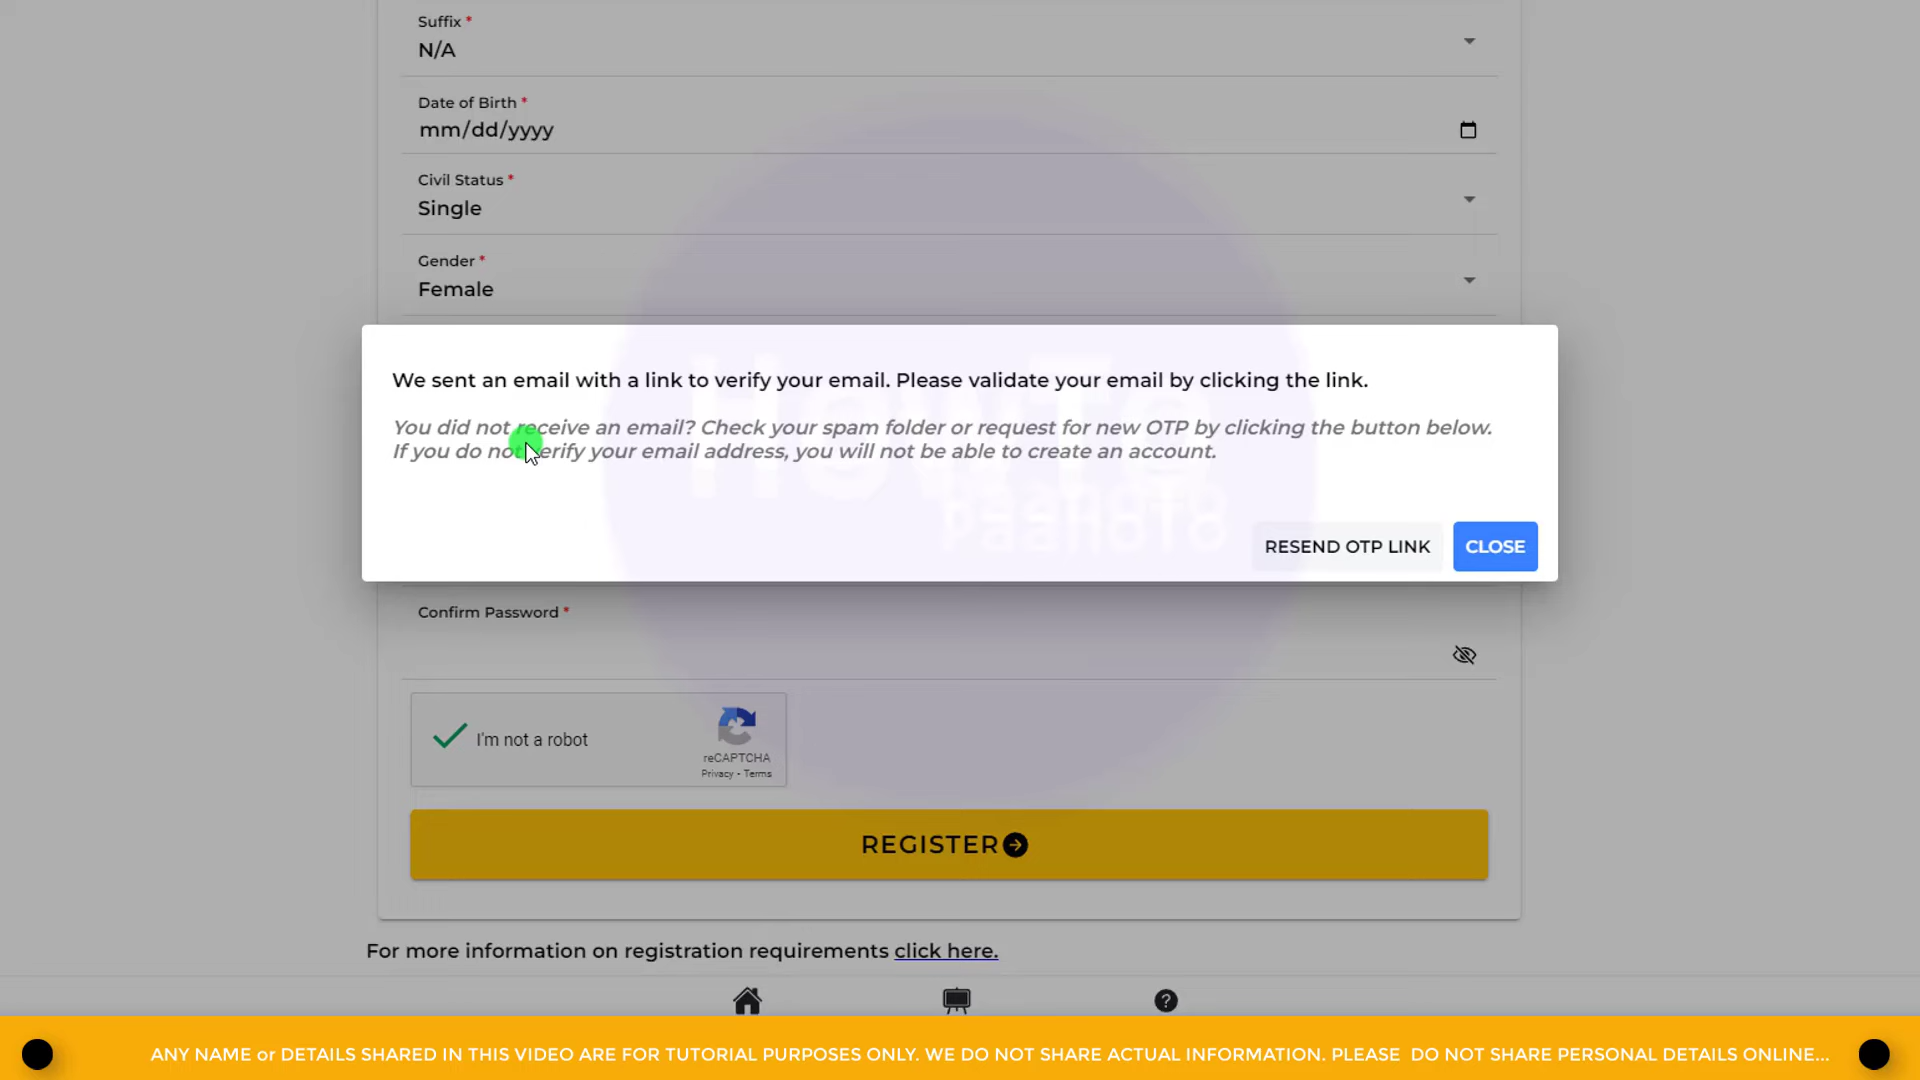 Suffix *
N/A
Date of Birth *
mm/dd/yyyy
Civil Status *
Single
Gender *
Female
We sent an email with a link to verify your email. Please validate your email by clicking the link.
You did not receive an email? Check your spam folder or request for new OTP by clicking the button below.
If you do not verify your email address, you will not be able to create an account.
HowTo
PaanoTo
RESEND OTP LINK
CLOSE
Confirm Password *
I'm not a robot
reCAPTCHA
Privacy - Terms
REGISTER
For more information on registration requirements click here.
ANY NAME or DETAILS SHARED IN THIS VIDEO ARE FOR TUTORIAL PURPOSES ONLY. WE DO NOT SHARE ACTUAL INFORMATION. PLEASE DO NOT SHARE PERSONAL DETAILS ONLINE...